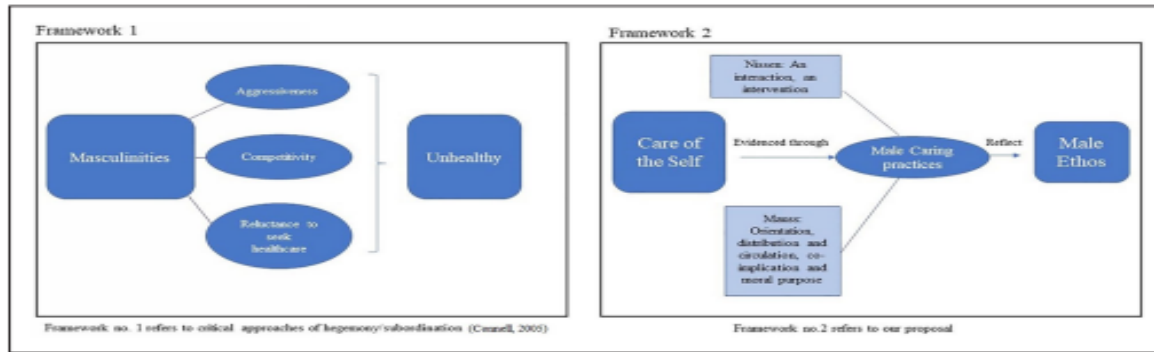 Framework 1
Aggressiveness
Masculinities
Competitivity
Unhealthy
Reluctance to
seek
healthcare
Framework no. 1 refers to critical approaches of hegemony/subordination (Connell, 2005)
Framework 2
Nissen: An
interaction, an
intervention
Care of
the Self
Evidenced through
Male Caring
practices
Reflect
Male
Ethos
Mauss:
Orientation,
distribution and
circulation, co-
implication and
moral purpose
Framework no.2 refers to our proposal